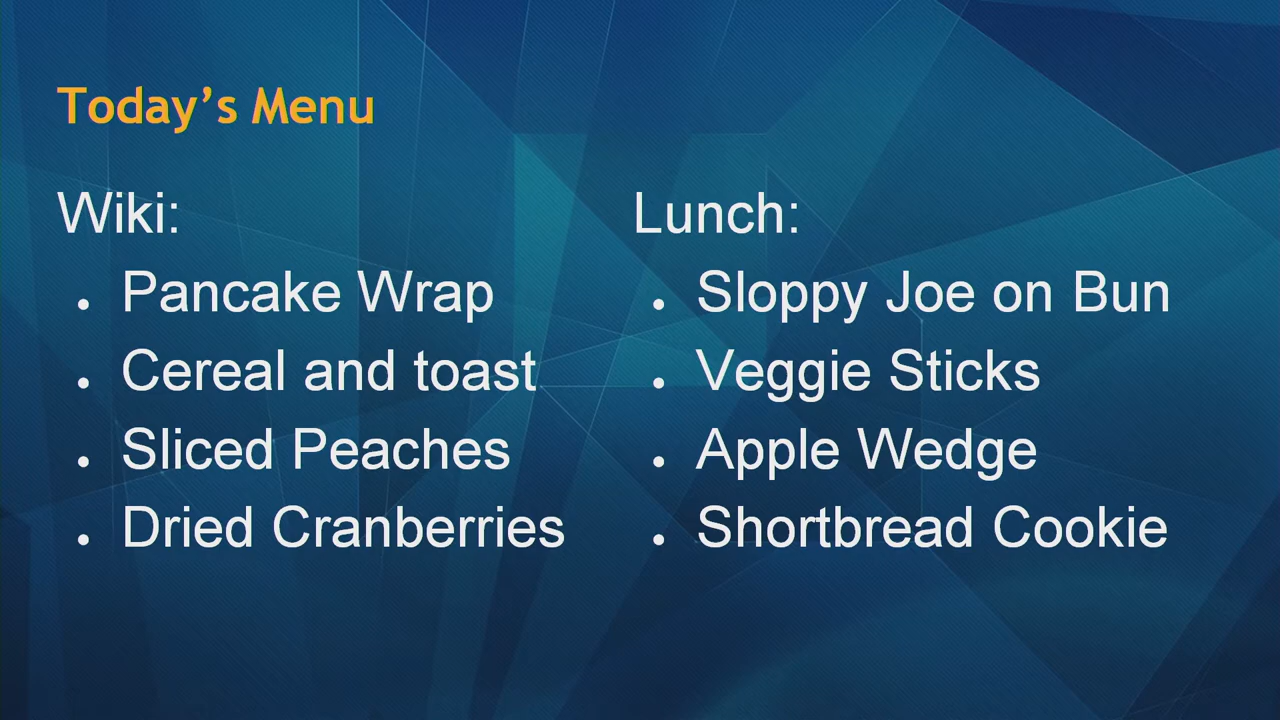 Today's Menu
Wiki:
• Pancake Wrap
• Cereal and toast
• Sliced Peaches
• Dried Cranberries
Lunch:
• Sloppy Joe on Bun
• Veggie Sticks
• Apple Wedge
• Shortbread Cookie